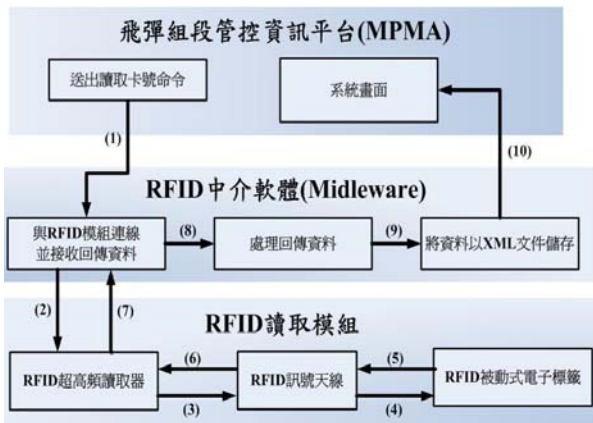 飛彈組段管控資訊平台(MPMA)
送出讀取卡號命令
系統畫面
(1)
(10)
RFID中介軟體(Midleware)
與RFID模組連線
並接收回傳資料
(8)
處理回傳資料
(9)
將資料以XML文件儲存
(2)
(7)
RFID讀取模組
RFID超高頻讀取器
(6)
(3)
RFID訊號天線
(5)
(4)
RFID被動式電子標籤